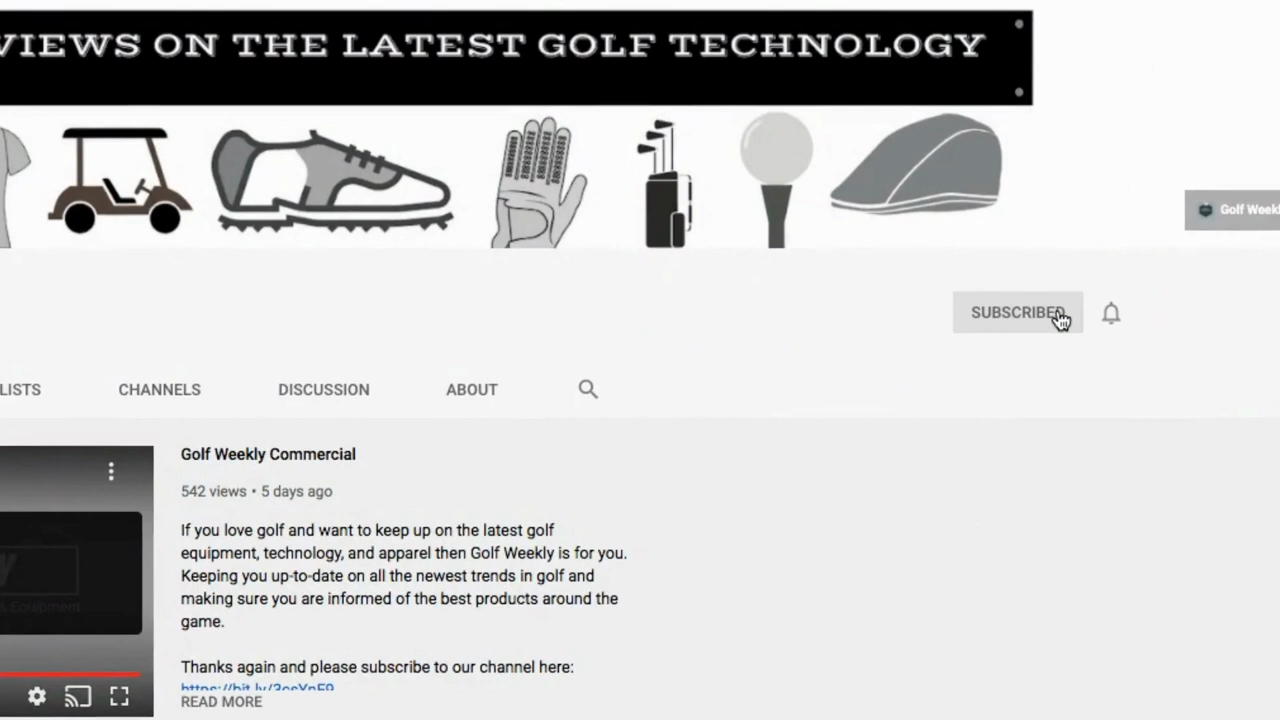 VIEWS ON THE LATEST GOLF TECHNOLOGY
Golf Weekl
SUBSCRIBED
LISTS CHANNELS DISCUSSION ABOUT
Golf Weekly Commercial
542 views • 5 days ago
If you love golf and want to keep up on the latest golf
equipment, technology, and apparel then Golf Weekly is for you.
Keeping you up-to-date on all the newest trends in golf and
making sure you are informed of the best products around the
game.
Equipment
Thanks again and please subscribe to our channel here:
READ MORE